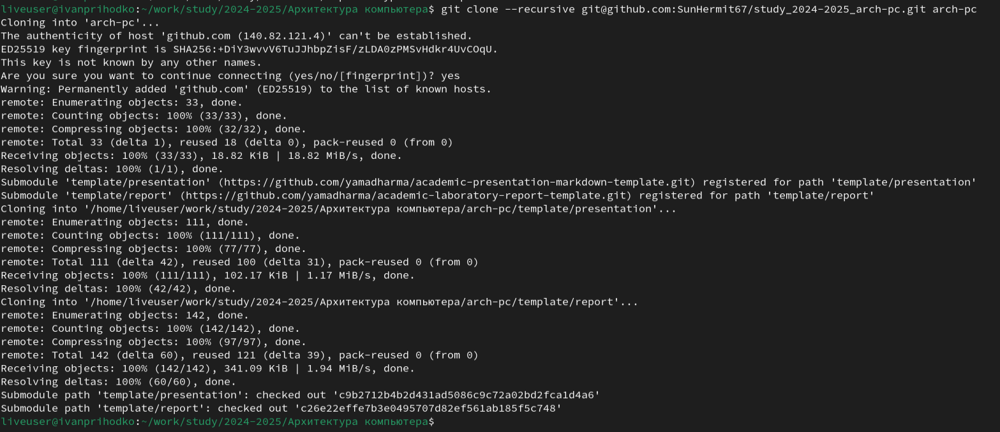 liveuser@ivanprihodko:~/work/study/2024-2025/Архитектура компьютера$ git clone --recursive git@github.com:SunHermit67/study_2024-2025_arch-pc.git arch-pc
Cloning into 'arch-pc'...
The authenticity of host 'github.com (140.82.121.4)' can't be established.
ED25519 key fingerprint is SHA256:+DiY3wvvV6TuJJhbpZisF/zLDA0zPMSvHdkr4UvCOqU.
This key is not known by any other names.
Are you sure you want to continue connecting (yes/no/[fingerprint])? yes
Warning: Permanently added 'github.com' (ED25519) to the list of known hosts.
remote: Enumerating objects: 33, done.
remote: Counting objects: 100% (33/33), done.
remote: Compressing objects: 100% (32/32), done.
remote: Total 33 (delta 1), reused 18 (delta 0), pack-reused 0 (from 0)
Receiving objects: 100% (33/33), 18.82 KiB | 18.82 MiB/s, done.
Resolving deltas: 100% (1/1), done.
Submodule 'template/presentation' (https://github.com/yamadharma/academic-presentation-markdown-template.git) registered for path 'template/presentation'
Submodule 'template/report' (https://github.com/yamadharma/academic-laboratory-report-template.git) registered for path 'template/report'
Cloning into '/home/liveuser/work/study/2024-2025/Архитектура компьютера/arch-pc/template/presentation'...
remote: Enumerating objects: 111, done.
remote: Counting objects: 100% (111/111), done.
remote: Compressing objects: 100% (77/77), done.
remote: Total 111 (delta 42), reused 100 (delta 31), pack-reused 0 (from 0)
Receiving objects: 100% (111/111), 102.17 KiB | 1.17 MiB/s, done.
Resolving deltas: 100% (42/42), done.
Cloning into '/home/liveuser/work/study/2024-2025/Архитектура компьютера/arch-pc/template/report'...
remote: Enumerating objects: 142, done.
remote: Counting objects: 100% (142/142), done.
remote: Compressing objects: 100% (97/97), done.
remote: Total 142 (delta 60), reused 121 (delta 39), pack-reused 0 (from 0)
Receiving objects: 100% (142/142), 341.09 KiB | 1.94 MiB/s, done.
Resolving deltas: 100% (60/60), done.
Submodule path 'template/presentation': checked out 'c9b2712b4b2d431ad5086c9c72a02bd2fca1d4a6'
Submodule path 'template/report': checked out 'c26e22effe7b3e0495707d82ef561ab185f5c748'
liveuser@ivanprihodko:~/work/study/2024-2025/Архитектура компьютера$